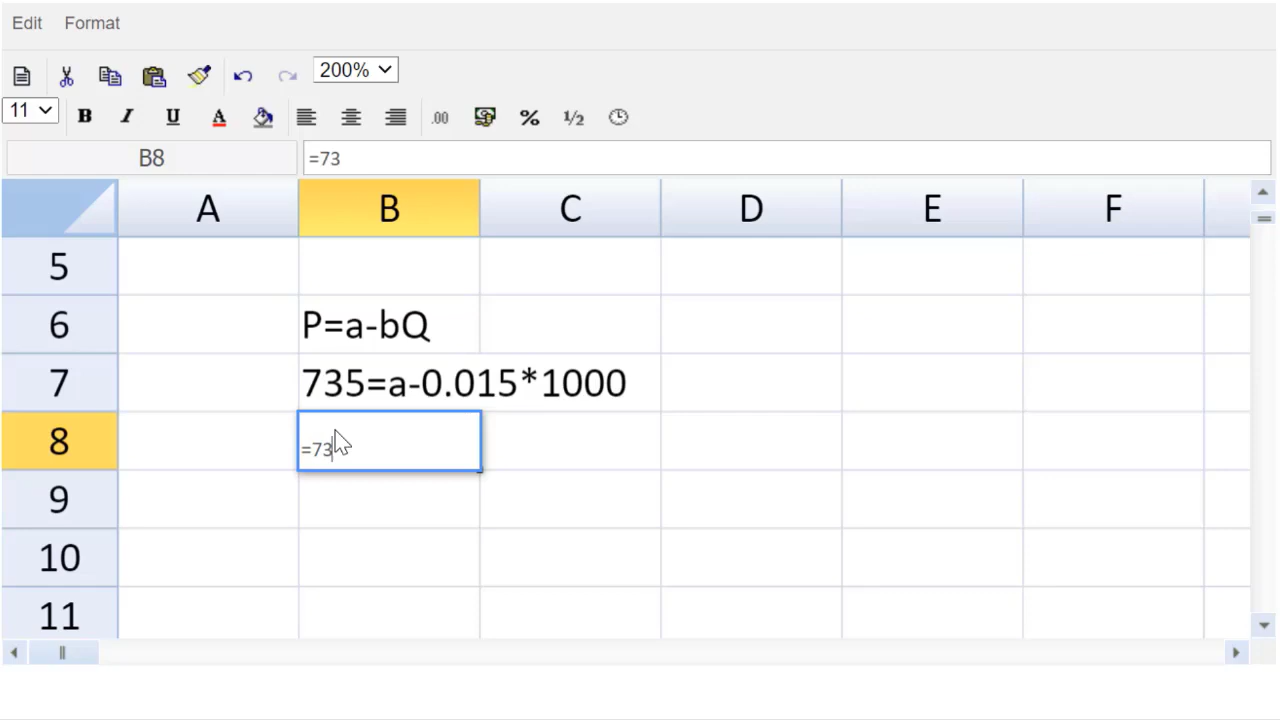 Edit Format
200%
11 B I U A .00 % 1/2
B8 =73
A B C D E F
5
6 P=a-bQ
7 735=a-0.015*1000
8 =73
9
10
11